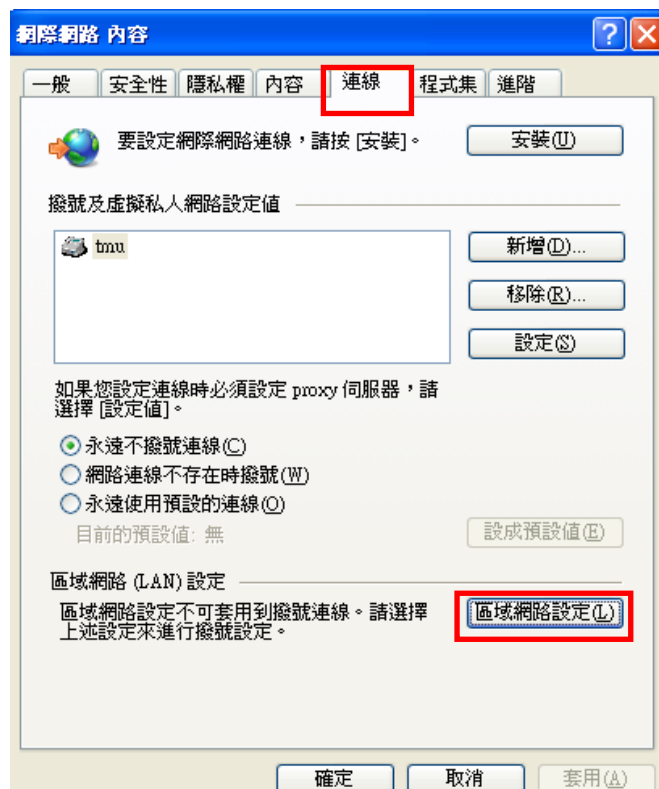 網際網路 內容
一般 安全性 隱私權 內容 連線 程式集 進階
要設定網際網路連線，請按 [安裝]。 安裝(U)
撥號及虛擬私人網路設定值
tmu
新增(D)...
移除(R)...
設定(S)
如果您設定連線時必須設定 proxy 伺服器，請
選擇 [設定值]。
永遠不撥號連線(C)
網路連線不存在時撥號(W)
永遠使用預設的連線(O)
目前的預設值: 無 設成預設值(E)
區域網路 (LAN) 設定
區域網路設定不可套用到撥號連線。請選擇
上述設定來進行撥號設定。
區域網路設定(L)
確定 取消 套用(A)